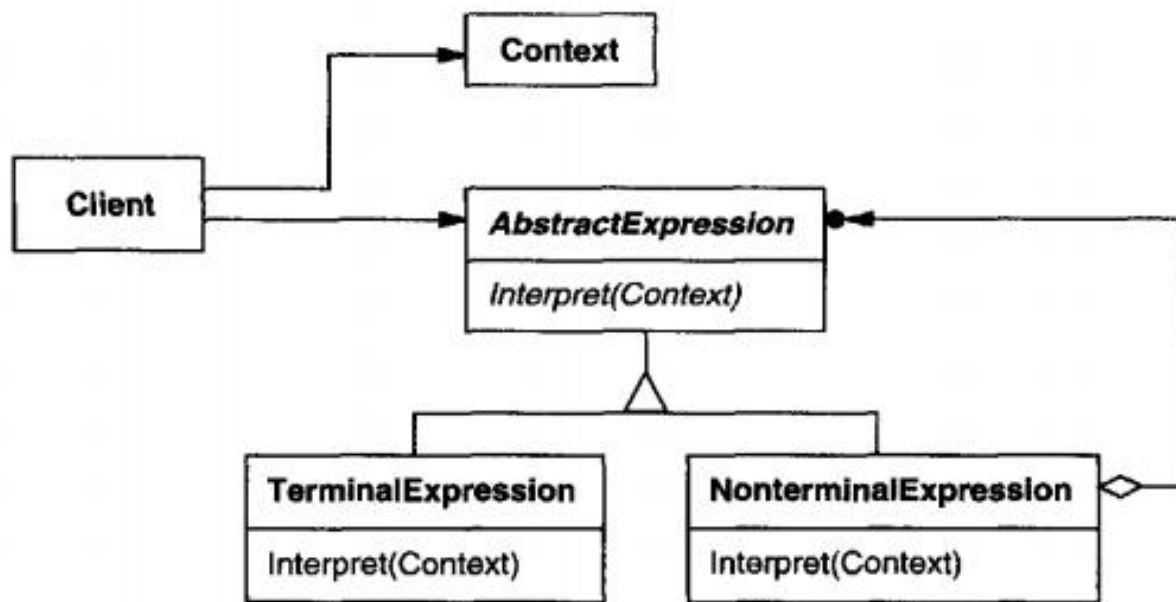 Context
Client
AbstractExpression
Interpret(Context)
TerminalExpression
NonterminalExpression
Interpret(Context)
Interpret(Context)